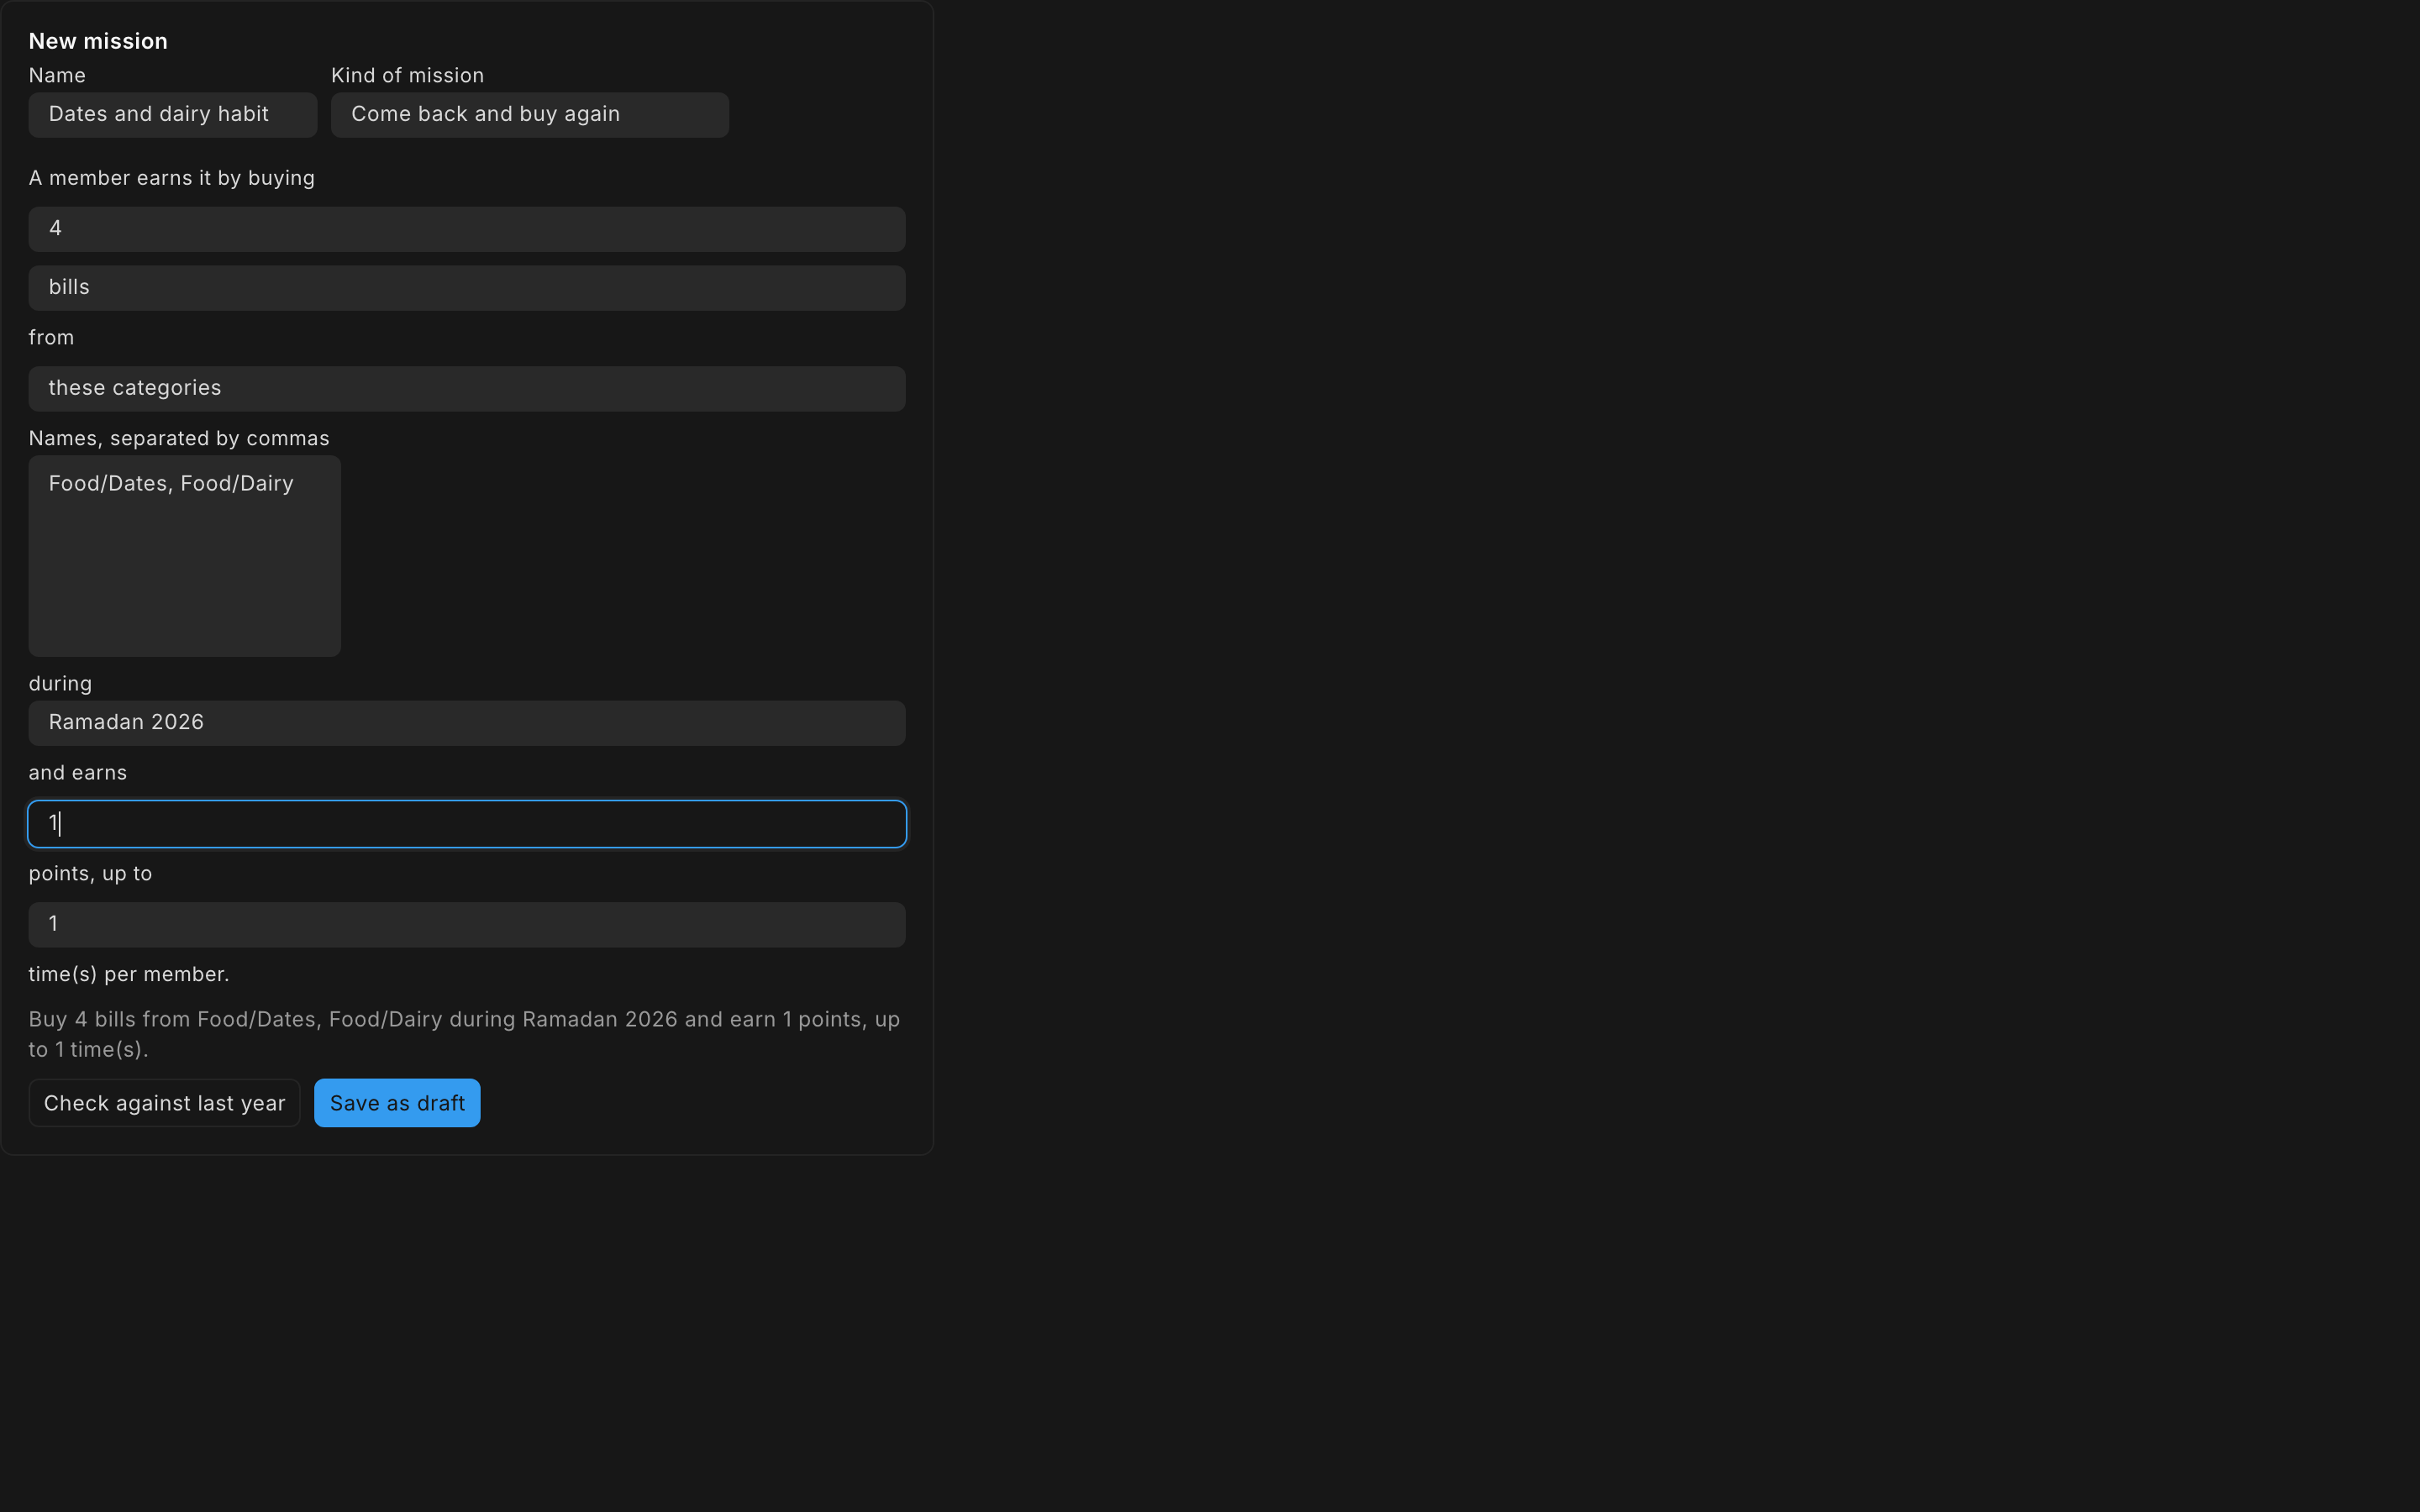 New mission
Name
Kind of mission
Dates and dairy habit
Come back and buy again
A member earns it by buying
4
bills
from
these categories
Names, separated by commas
Food/Dates, Food/Dairy
during
Ramadan 2026
and earns
1
points, up to
1
time(s) per member.
Buy 4 bills from Food/Dates, Food/Dairy during Ramadan 2026 and earn 1 points, up
to 1 time(s).
Check against last year
Save as draft